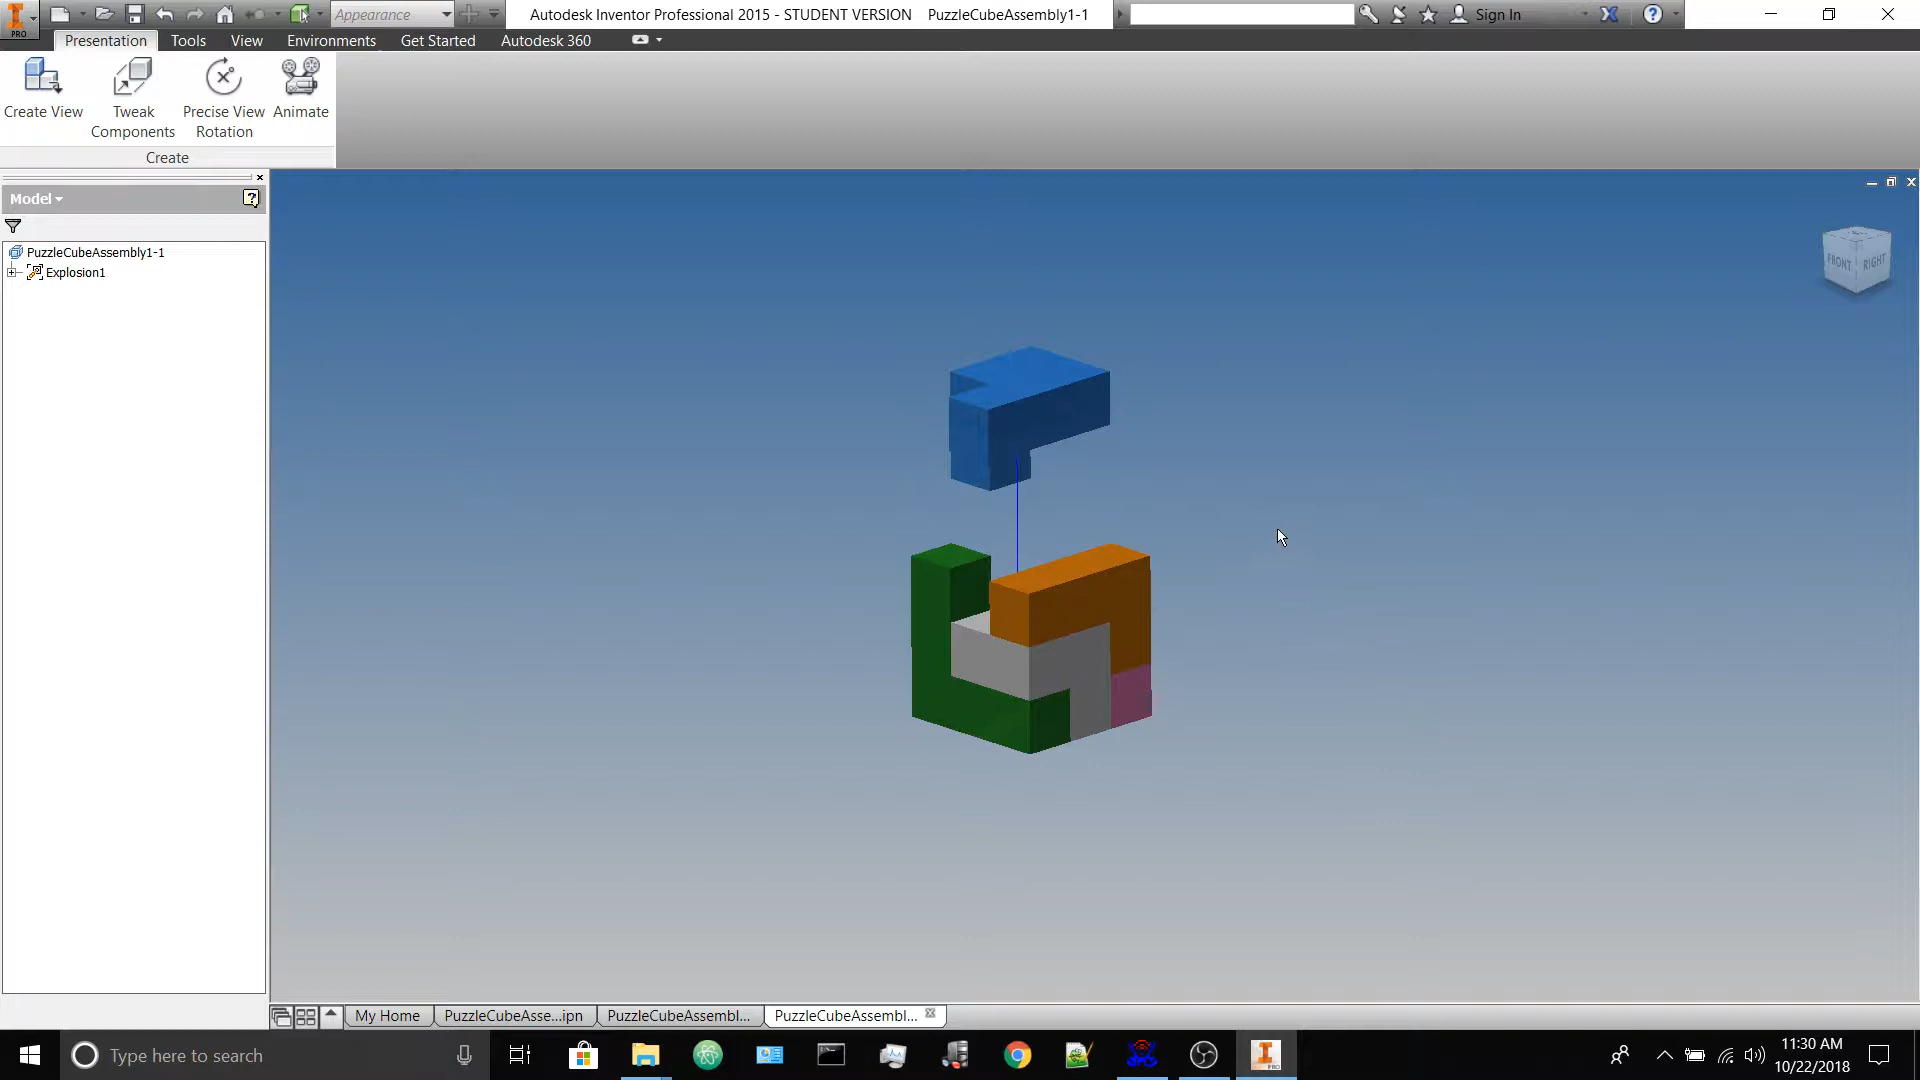 PRO
Appearance
Autodesk Inventor Professional 2015 - STUDENT VERSION PuzzleCubeAssembly1-1
Sign In
Presentation Tools View Environments Get Started Autodesk 360
Create View
Tweak Components
Precise View Rotation
Animate
Create
Model
PuzzleCubeAssembly1-1
Explosion1
FRONT RIGHT
My Home PuzzleCubeAsse...ipn PuzzleCubeAssembl... PuzzleCubeAssembl...
Type here to search
PRO
11:30 AM
10/22/2018